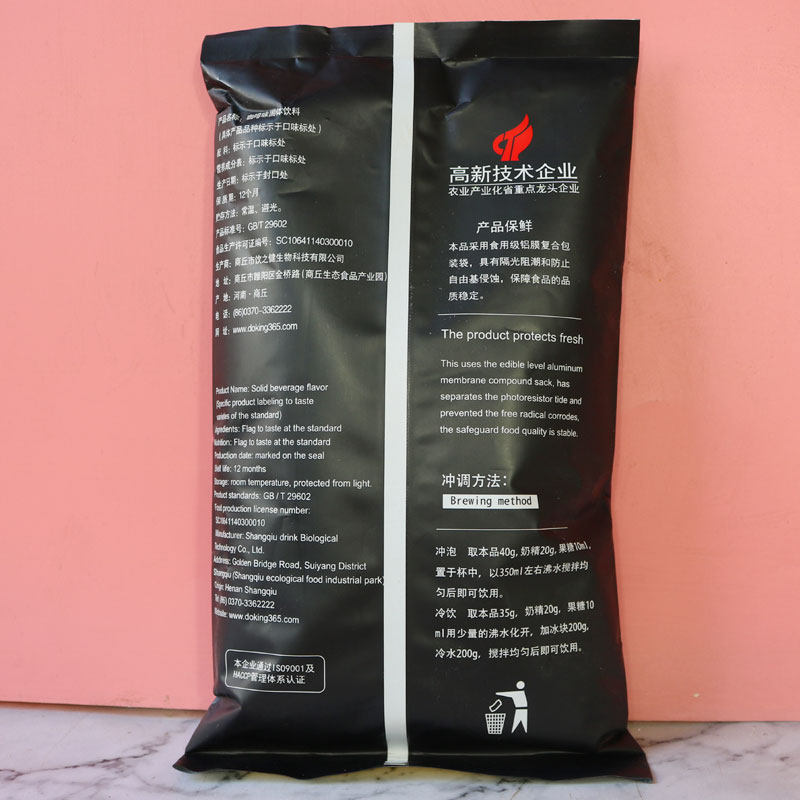 产品名称：咖啡味固体饮料
(具体产品品种标示于口味标处)
配 料：标示于口味标处
营养成分表：标示于口味标处
生产日期：标示于封口处
保 质 期：12个月
贮存方法：常温、避光。
产品标准号：GB/T 29602
食品生产许可证编号：SC10641140300010
生产商：商丘市饮之健生物科技有限公司
地 址：商丘市睢阳区金桥路(商丘生态食品产业园)
产 地：河南·商丘
电 话：(86)0370-3362222
网 址：www.doking365.com
Product Name: Solid beverage flavor
(Specific product labeling to taste
varieties of the standard)
Ingredients: Flag to taste at the standard
Nutrition: Flag to taste at the standard
Production date: marked on the seal
Shelf life: 12 months
Storage: room temperature, protected from light.
Product standards: GB / T 29602
Food production license number:
SC10641140300010
Manufacturer: Shangqiu drink Biological
Technology Co., Ltd.
Address: Golden Bridge Road, Suiyang District
Shangqiu (Shangqiu ecological food industrial park)
Origin: Henan Shangqiu
Tel (86) 0370-3362222
Website: www.doking365.com
本企业通过ISO9001及
HACCP管理体系认证
高新技术企业
农业产业化省重点龙头企业
产品保鲜
本品采用食用级铝膜复合包
装袋，具有隔光阻潮和防止
自由基侵蚀，保障食品的品
质稳定。
The product protects fresh
This uses the edible level aluminum
membrane compound sack, has
separates the photoresistor tide and
prevented the free radical corrodes,
the safeguard food quality is stable.
冲调方法：
Brewing method
冲泡 取本品40g，奶精20g，果糖10ml，
置于杯中，以350ml左右沸水搅拌均
匀后即可饮用。
冷饮 取本品35g，奶精20g，果糖10
ml用少量的沸水化开，加冰块200g，
冷水200g，搅拌均匀后即可饮用。